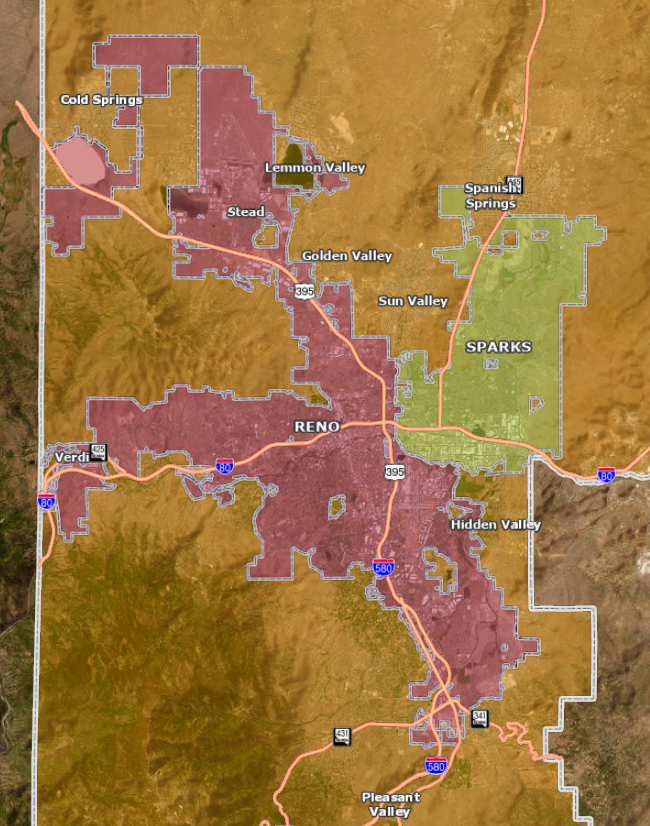 Cold Springs
Lemmon Valley
Spanish
Springs
Stead
Golden Valley
395
Sun Valley
SPARKS
RENO
425
Verdi
80
395
80
80
Hidden Valley
580
341
431
580
Pleasant
Valley